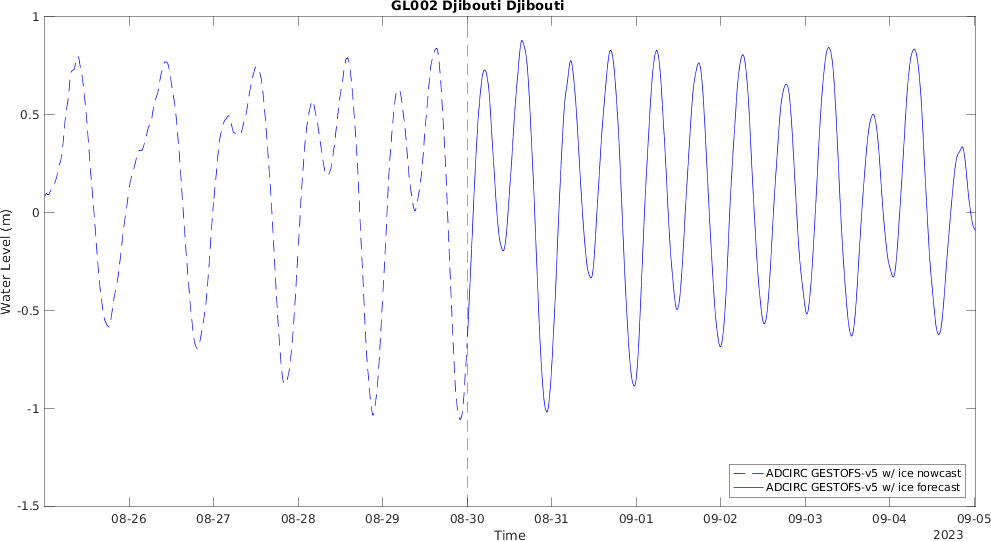 GL002 Djibouti Djibouti
1
0.5
0
-0.5
-1
-1.5
Water Level (m)
ADCIRC GESTOFS-v5 w/ ice nowcast
ADCIRC GESTOFS-v5 w/ ice forecast
08-26 08-27 08-28 08-29 08-30 08-31 09-01 09-02 09-03 09-04 09-05
Time
2023